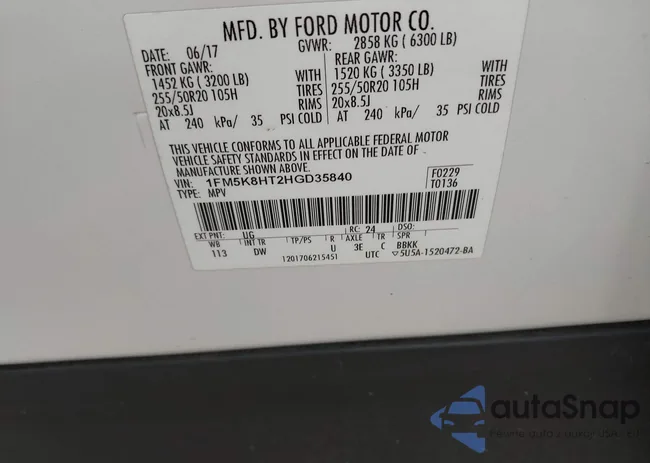 MFD. BY FORD MOTOR CO.
DATE: 06/17 GVWR: 2858 KG ( 6300 LB)
FRONT GAWR: REAR GAWR:
1452 KG ( 3200 LB) WITH 1520 KG ( 3350 LB) WITH
255/50R20 105H TIRES 255/50R20 105H TIRES
20x8.5J RIMS 20x8.5J RIMS
AT 240 kPa/ 35 PSI COLD AT 240 kPa/ 35 PSI COLD
THIS VEHICLE CONFORMS TO ALL APPLICABLE FEDERAL MOTOR
VEHICLE SAFETY STANDARDS IN EFFECT ON THE DATE OF
MANUFACTURE SHOWN ABOVE.
VIN: 1FM5K8HT2HGD35840 F0229
TYPE: MPV T0136
EXT PNT: UG RC: 24 DSO:
WB INT TR TP/PS R AXLE TR SPR
113 DW U 3E C BBKK
1201706215451 UTC ▽5U5A-1520472-BA
autaSnap